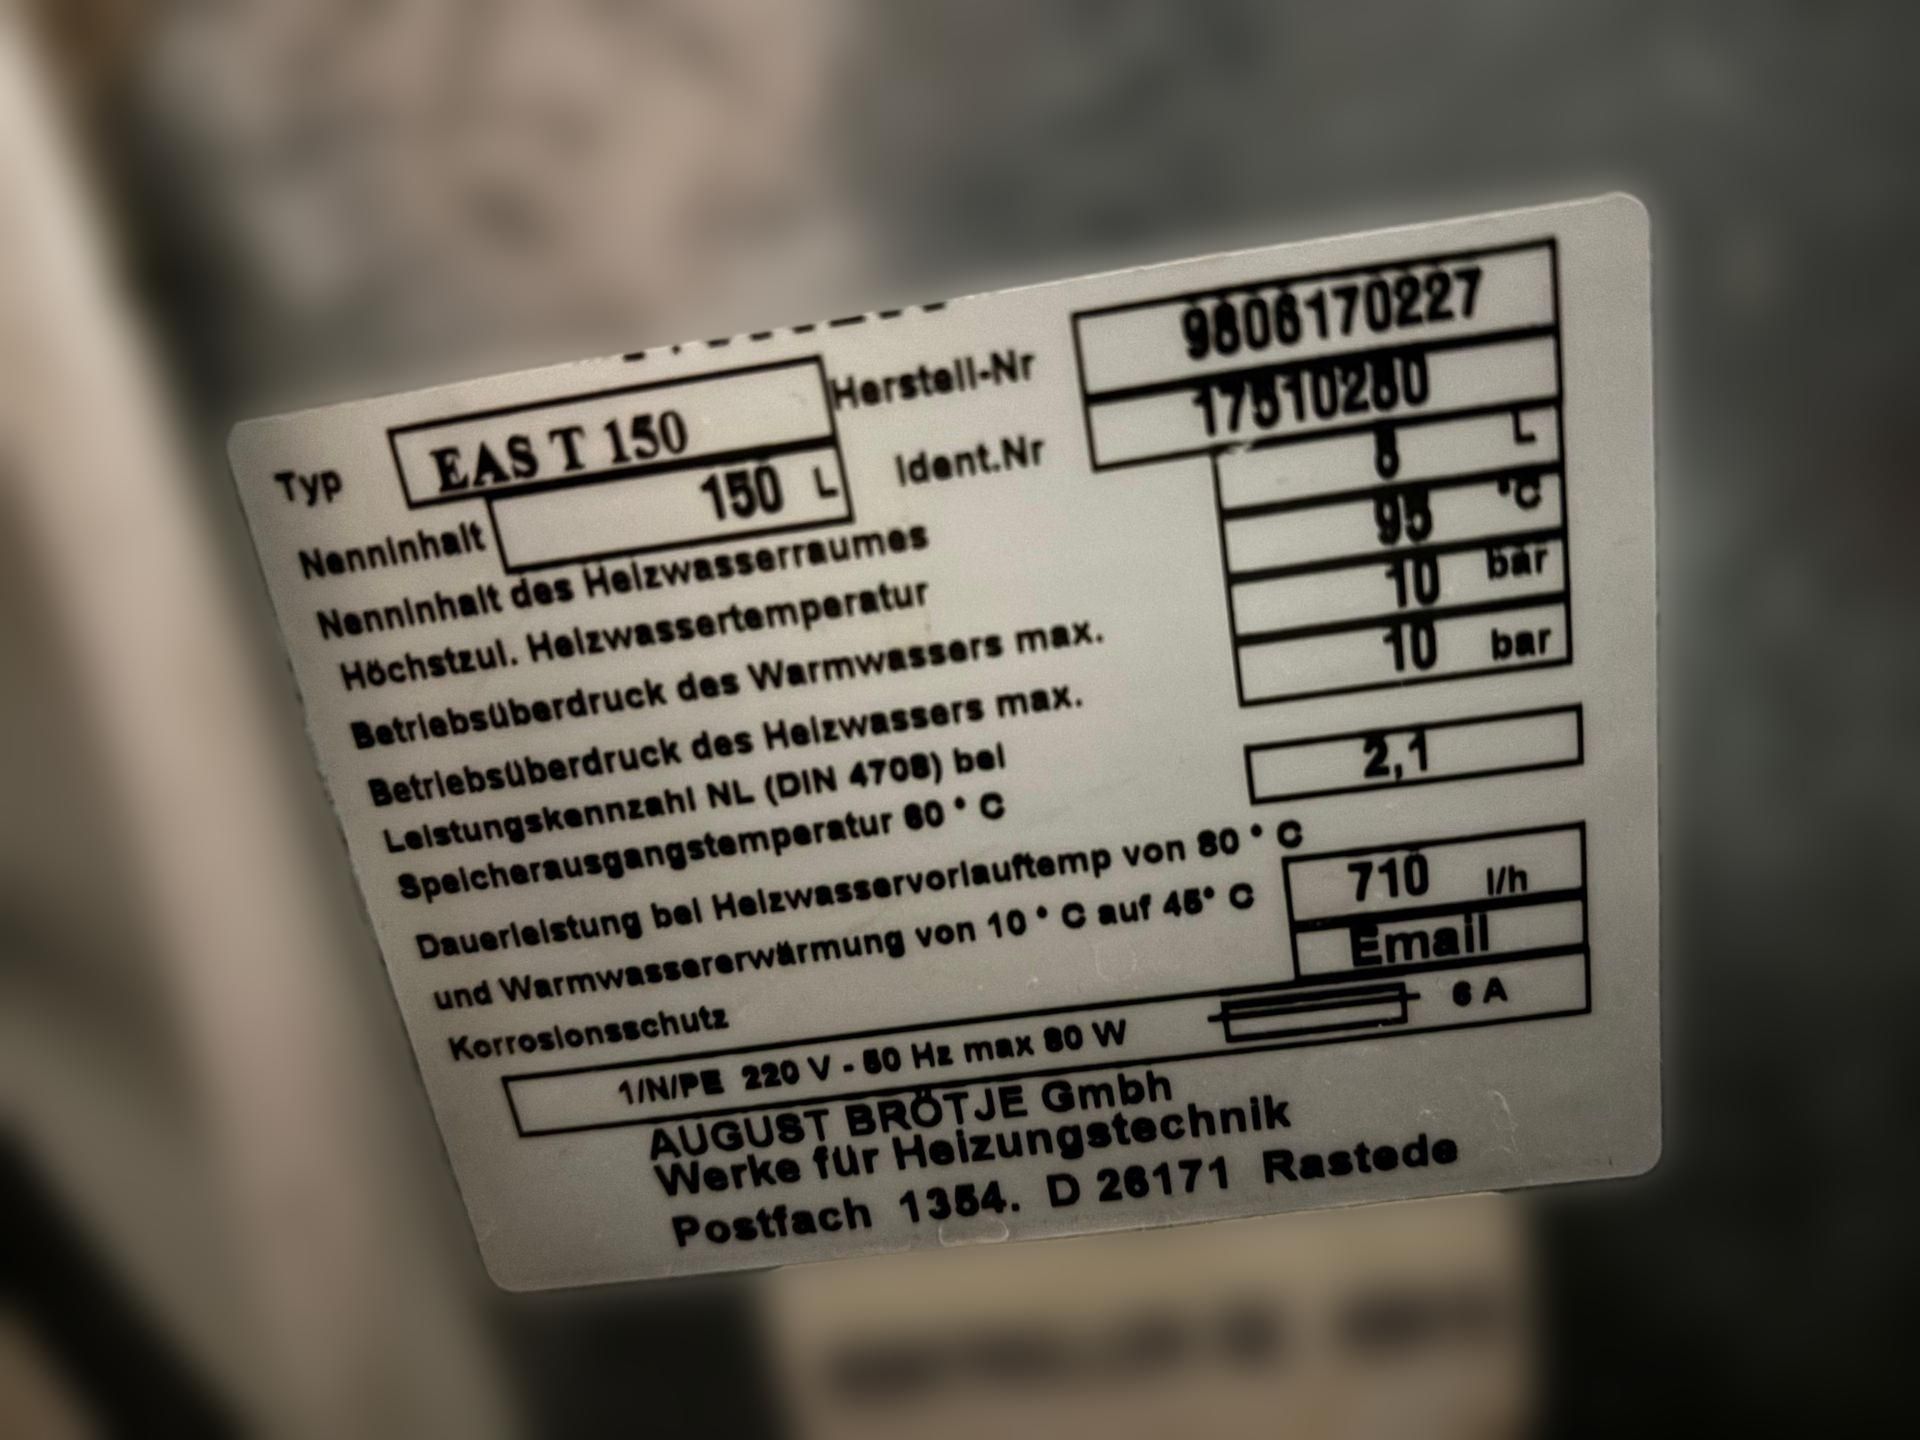 Typ EAS T 150 Herstell-Nr 9806170227
Nenninhalt 150 L Ident.Nr 17510280
Nenninhalt des Heizwasserraumes 8 L
Höchstzul. Heizwassertemperatur 95 °C
Betriebsüberdruck des Warmwassers max. 10 bar
Betriebsüberdruck des Heizwassers max. 10 bar
Leistungskennzahl NL (DIN 4708) bei
Speicherausgangstemperatur 60 ° C 2,1
Dauerleistung bei Heizwasservorlauftemp von 80 ° C
und Warmwassererwärmung von 10 ° C auf 45° C 710 l/h
Korrosionsschutz Email
1/N/PE 220 V - 50 Hz max 80 W 6 A
AUGUST BRÖTJE Gmbh
Werke für Heizungstechnik
Postfach 1354. D 26171 Rastede